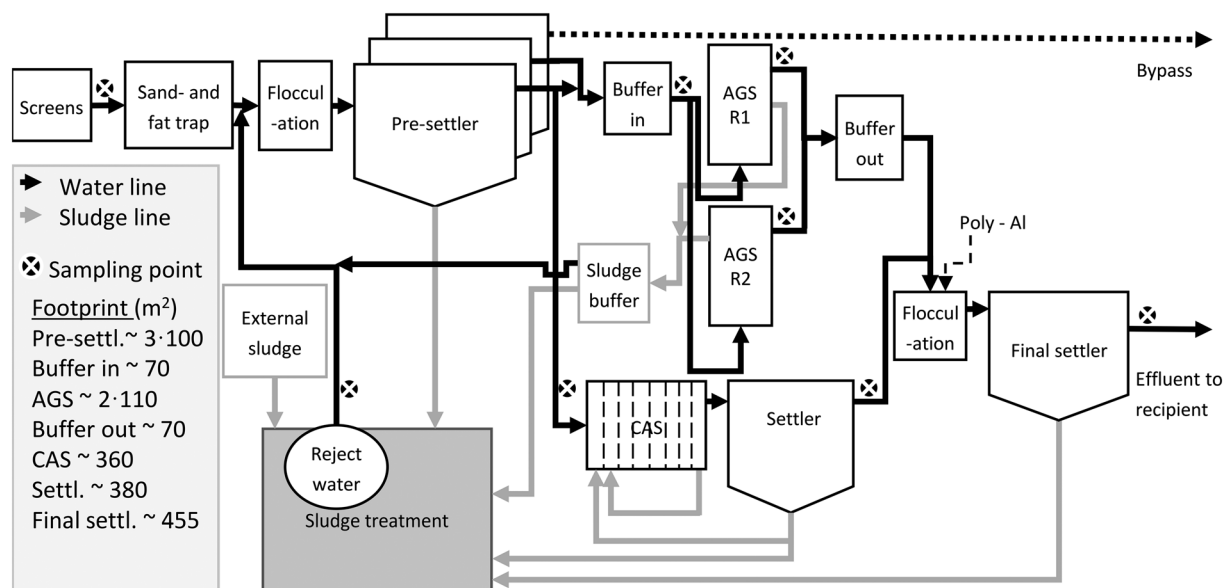 Screens
Sand- and
fat trap
Floccul
-ation
Pre-settler
Buffer
in
AGS
R1
Buffer
out
Bypass
Water line
Sludge line
Sampling point
Footprint (m²)
Pre-settl.~ 3·100
Buffer in ~ 70
AGS ~ 2·110
Buffer out ~ 70
CAS ~ 360
Settl. ~ 380
Final settl. ~ 455
External
sludge
Sludge
buffer
AGS
R2
Poly - Al
Floccul
-ation
Final settler
Effluent to
recipient
CAS
Settler
Reject
water
Sludge treatment